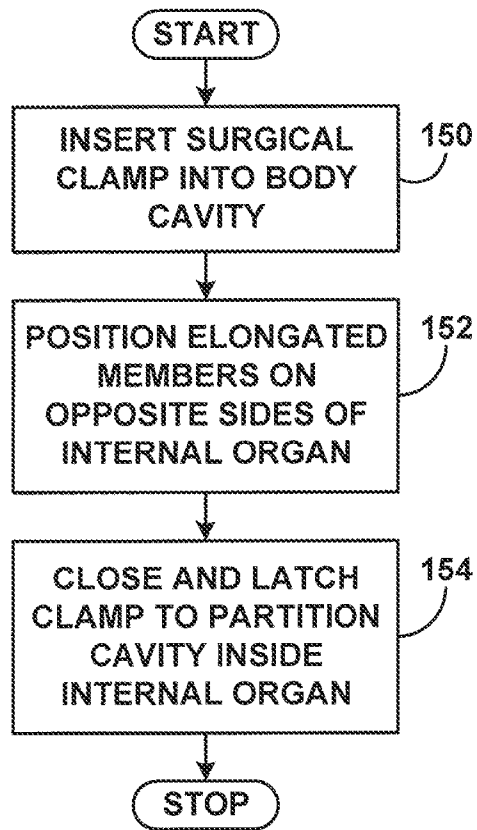 START
INSERT SURGICAL
CLAMP INTO BODY
CAVITY
150
POSITION ELONGATED
MEMBERS ON
OPPOSITE SIDES OF
INTERNAL ORGAN
152
CLOSE AND LATCH
CLAMP TO PARTITION
CAVITY INSIDE
INTERNAL ORGAN
154
STOP